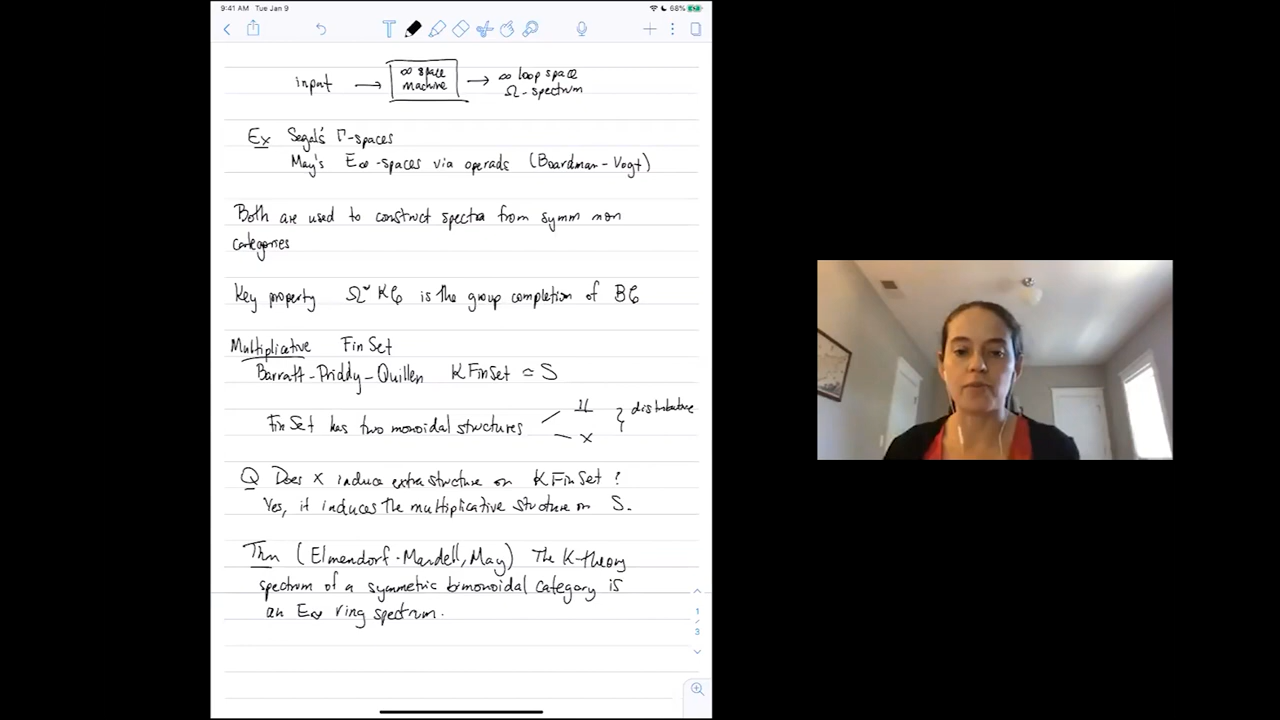 9:41 AM Tue Jan 9
68%
input → ∞ space machine → ∞ loop space
Ω-spectrum
Ex Segal's Γ-spaces
May's E∞-spaces via operads (Boardman-Vogt)
Both are used to construct spectra from symm mon
categories
Key property Ω^∞ K𝒞 is the group completion of B𝒞
Multiplicative FinSet
Barratt-Priddy-Quillen KFinSet ≃ S
FinSet has two monoidal structures ⨿ × } distributive
Q Does × induce extra structure on KFinSet?
Yes, it induces the multiplicative structure on S.
Thm (Elmendorf-Mandell, May) The K-theory
spectrum of a symmetric bimonoidal category is
an E∞ ring spectrum.
1
3